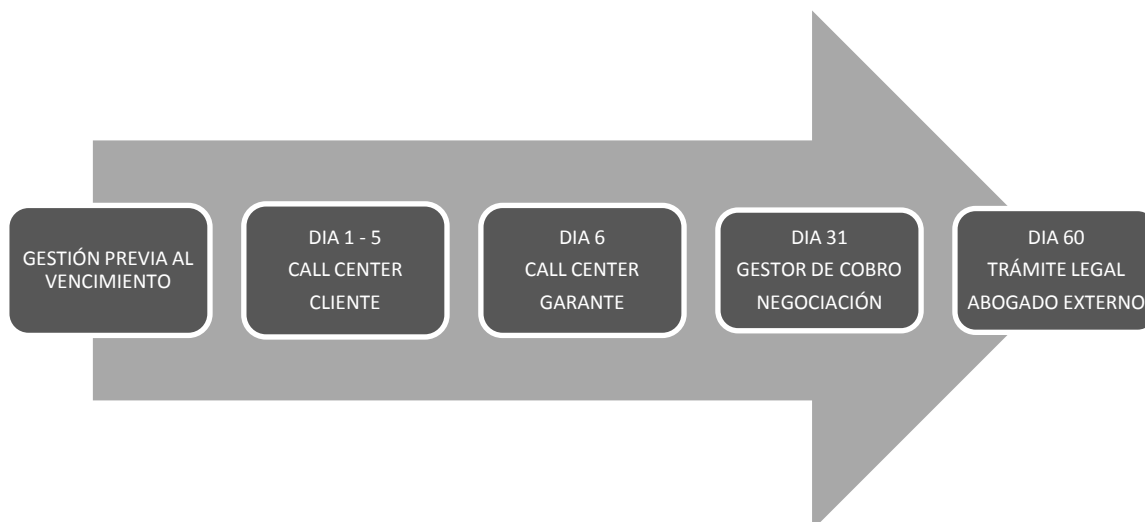 GESTIÓN PREVIA AL
VENCIMIENTO
DIA 1 - 5
CALL CENTER
CLIENTE
DIA 6
CALL CENTER
GARANTE
DIA 31
GESTOR DE COBRO
NEGOCIACIÓN
DIA 60
TRÁMITE LEGAL
ABOGADO EXTERNO